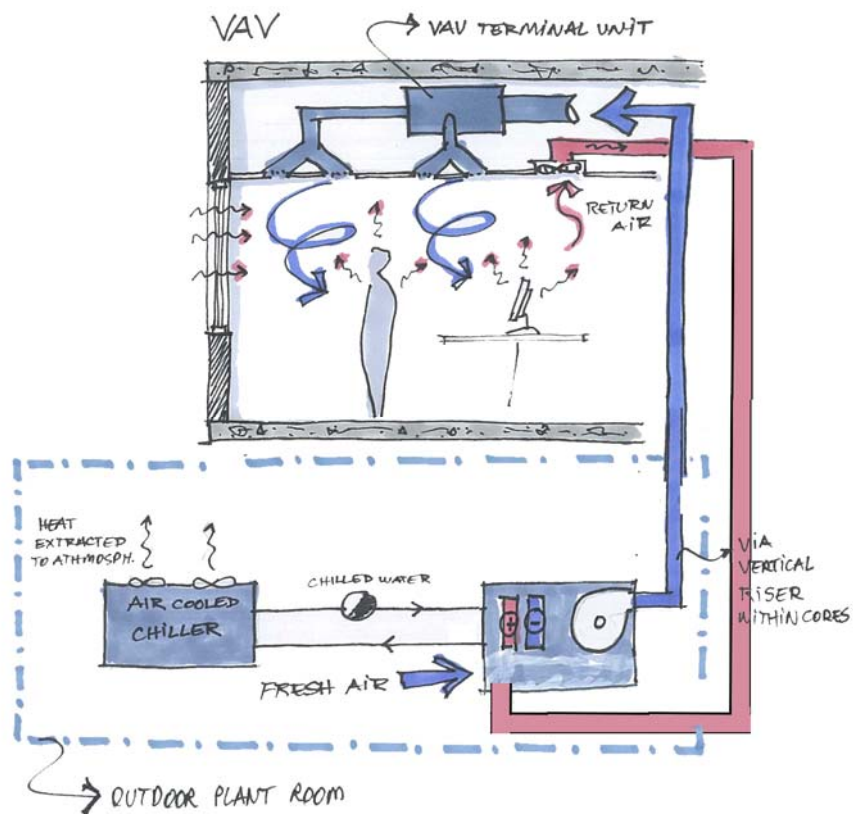 VAV
VAV TERMINAL UNIT
RETURN
AIR
HEAT
EXTRACTED
TO ATHMOSPH.
AIR COOLED
CHILLER
CHILLED WATER
+
-
FRESH AIR
VIA
VERTICAL
RISER
WITHIN CORES
OUTDOOR PLANT ROOM